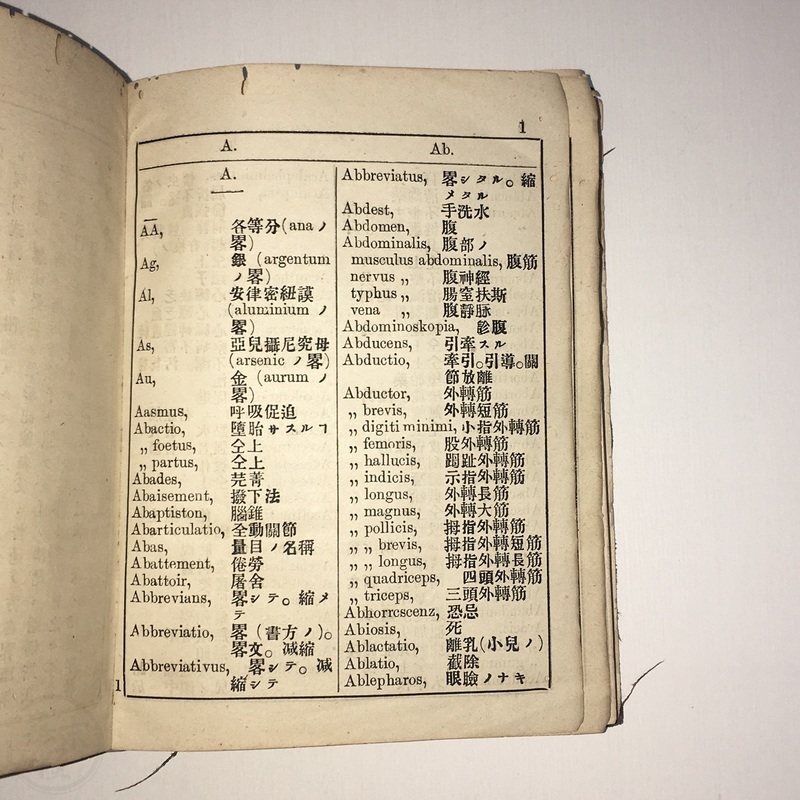 1
A.
Ab.
A.
A̅A̅,
各等分(ana ノ
畧)
Ag,
銀 (argentum
ノ畧)
Al,
安律密紐謨
(aluminium ノ
畧)
As,
亞兒攝尼究母
(arsenic ノ畧)
Au,
金 (aurum ノ
畧)
Aasmus, 呼吸促迫
Abactio, 墮胎サスルヿ
„ foetus, 仝上
„ partus, 仝上
Abades, 芫菁
Abaisement, 撥下法
Abaptiston, 腦錐
Abarticulatio, 全動關節
Abas, 量目ノ名稱
Abattement, 倦勞
Abattoir, 屠舍
Abbrevians, 畧シテ。縮メ
テ
Abbreviatio, 畧 (書方ノ)。
畧文。减縮
Abbreviativus, 畧シテ。减
縮シテ
1
Abbreviatus, 畧シタル。縮
メタル
Abdest, 手洗水
Abdomen, 腹
Abdominalis, 腹部ノ
musculus abdominalis, 腹筋
nervus „ 腹神經
typhus „ 腸窒扶斯
vena „ 腹靜脉
Abdominoskopia, 診腹
Abducens, 引牽スル
Abductio, 牽引。引導。關
節放離
Abductor, 外轉筋
„ brevis, 外轉短筋
„ digiti minimi, 小指外轉筋
„ femoris, 股外轉筋
„ hallucis, 踻趾外轉筋
„ indicis, 示指外轉筋
„ longus, 外轉長筋
„ magnus, 外轉大筋
„ pollicis, 拇指外轉筋
„ „ brevis, 拇指外轉短筋
„ „ longus, 拇指外轉長筋
„ quadriceps, 四頭外轉筋
„ triceps, 三頭外轉筋
Abhorrcscenz, 恐忌
Abiosis, 死
Ablactatio, 離乳(小兒ノ)
Ablatio, 截除
Ablepharos, 眼瞼ノナキ